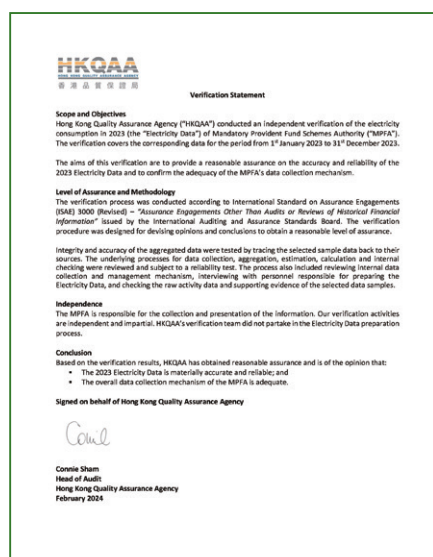 HKQAA
HONG KONG QUALITY ASSURANCE AGENCY
香港品質保證局
Verification Statement
Scope and Objectives
Hong Kong Quality Assurance Agency ("HKQAA") conducted an independent verification of the electricity
consumption in 2023 (the "Electricity Data") of Mandatory Provident Fund Schemes Authority ("MPFA").
The verification covers the corresponding data for the period from 1st January 2023 to 31st December 2023.
The aims of this verification are to provide a reasonable assurance on the accuracy and reliability of the
2023 Electricity Data and to confirm the adequacy of the MPFA's data collection mechanism.
Level of Assurance and Methodology
The verification process was conducted according to International Standard on Assurance Engagements
(ISAE) 3000 (Revised) – "Assurance Engagements Other Than Audits or Reviews of Historical Financial
Information" issued by the International Auditing and Assurance Standards Board. The verification
procedure was designed for devising opinions and conclusions to obtain a reasonable level of assurance.
Integrity and accuracy of the aggregated data were tested by tracing the selected sample data back to their
sources. The underlying processes for data collection, aggregation, estimation, calculation and internal
checking were reviewed and subject to a reliability test. The process also included reviewing internal data
collection and management mechanism, interviewing with personnel responsible for preparing the
Electricity Data, and checking the raw activity data and supporting evidence of the selected data samples.
Independence
The MPFA is responsible for the collection and presentation of the information. Our verification activities
are independent and impartial. HKQAA's verification team did not partake in the Electricity Data preparation
process.
Conclusion
Based on the verification results, HKQAA has obtained reasonable assurance and is of the opinion that:
• The 2023 Electricity Data is materially accurate and reliable; and
• The overall data collection mechanism of the MPFA is adequate.
Signed on behalf of Hong Kong Quality Assurance Agency
Connie Sham
Head of Audit
Hong Kong Quality Assurance Agency
February 2024